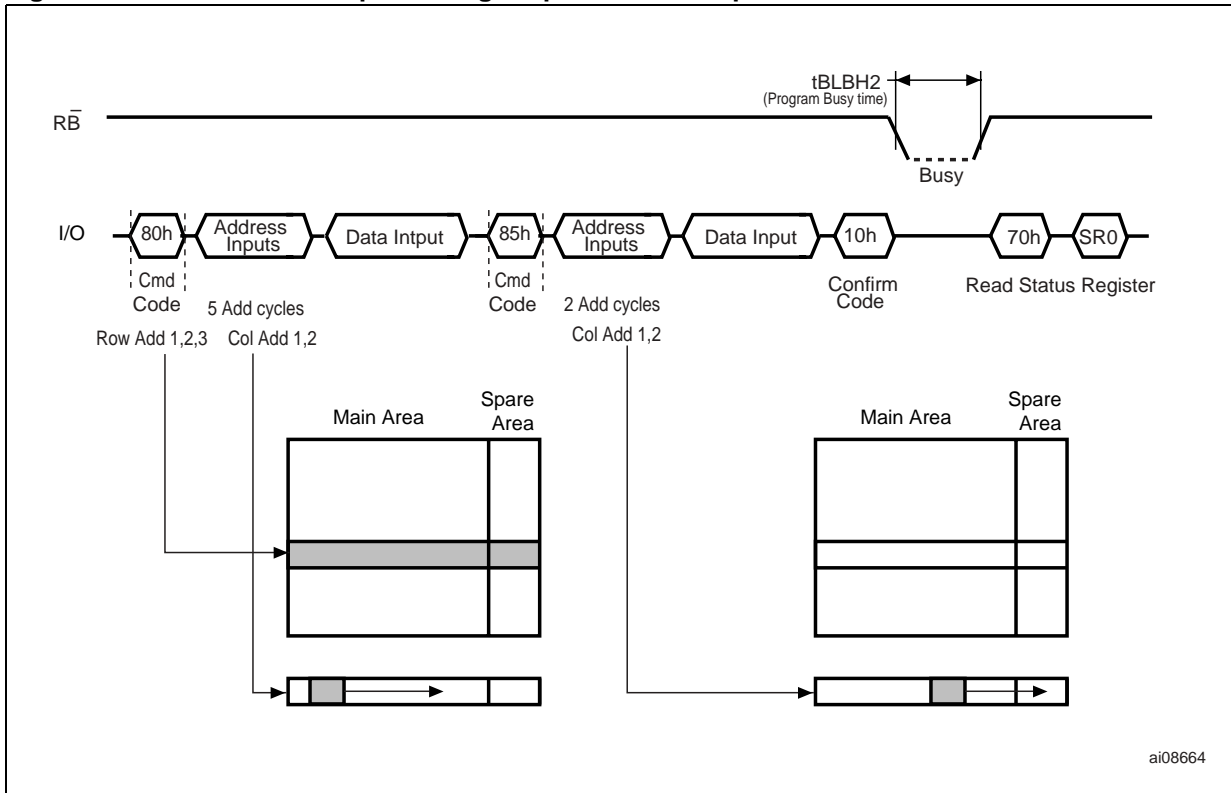 tBLBH2
(Program Busy time)
RB̅
Busy
I/O
80h
Address
Inputs
Data Intput
85h
Address
Inputs
Data Input
10h
70h
SR0
Cmd
Code
Cmd
Code
Confirm
Code
Read Status Register
5 Add cycles
2 Add cycles
Row Add 1,2,3
Col Add 1,2
Col Add 1,2
Main Area
Spare
Area
Main Area
Spare
Area
ai08664